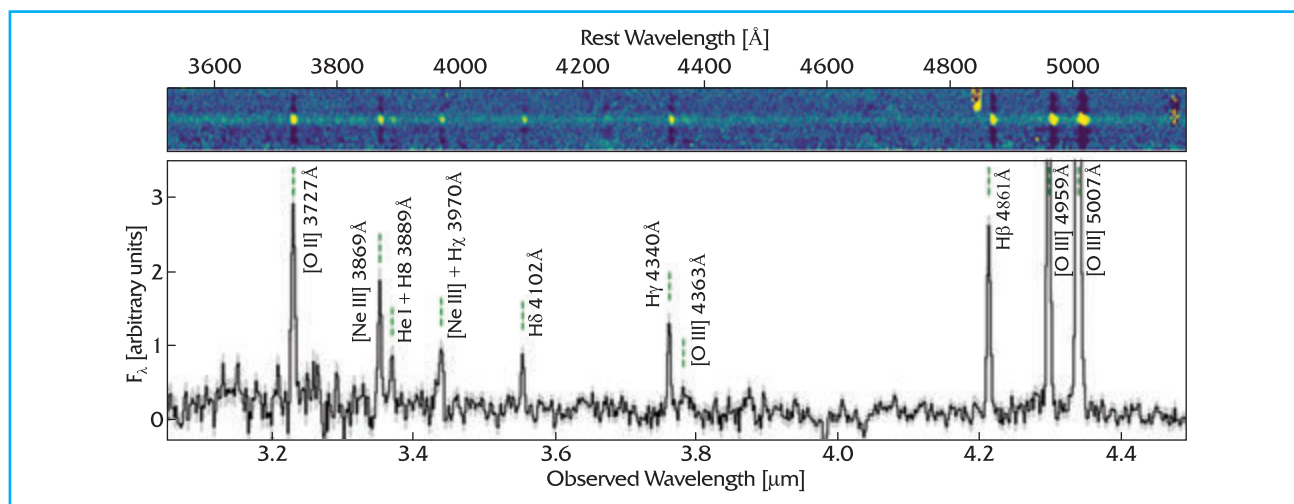 Rest Wavelength [Å]
3600 3800 4000 4200 4400 4600 4800 5000
3
2
1
0
Fλ [arbitrary units]
[O II] 3727Å
[Ne III] 3869Å
He I + H8 3889Å
[Ne III] + Hχ 3970Å
Hδ 4102Å
Hγ 4340Å
[O III] 4363Å
Hβ 4861Å
[O III] 4959Å
[O III] 5007Å
3.2 3.4 3.6 3.8 4.0 4.2 4.4
Observed Wavelength [μm]